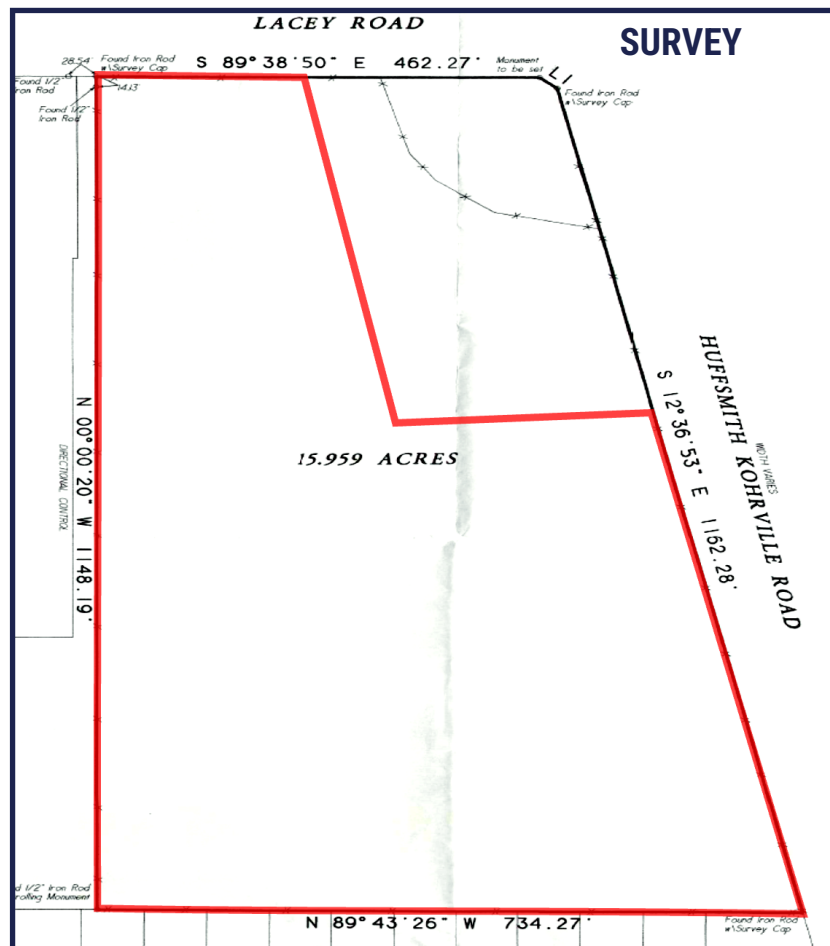 LACEY ROAD
SURVEY
28.54' Found Iron Rod
w\Survey Cap
S 89° 38' 50" E 462.27'
Monument
to be set
L1
Found 1/2"
Iron Rod
14.13'
Found 1/2"
Iron Rod
Found Iron Rod
w\Survey Cap
HUFFSMITH KOHRVILLE ROAD
WIDTH VARIES
S 12° 36' 53" E 1162.28'
15.959 ACRES
N 00° 00' 20" W 1148.19'
DIRECTIONAL CONTROL
d 1/2" Iron Rod
rolling Monument
N 89° 43' 26" W 734.27'
Found Iron Rod
w\Survey Cap